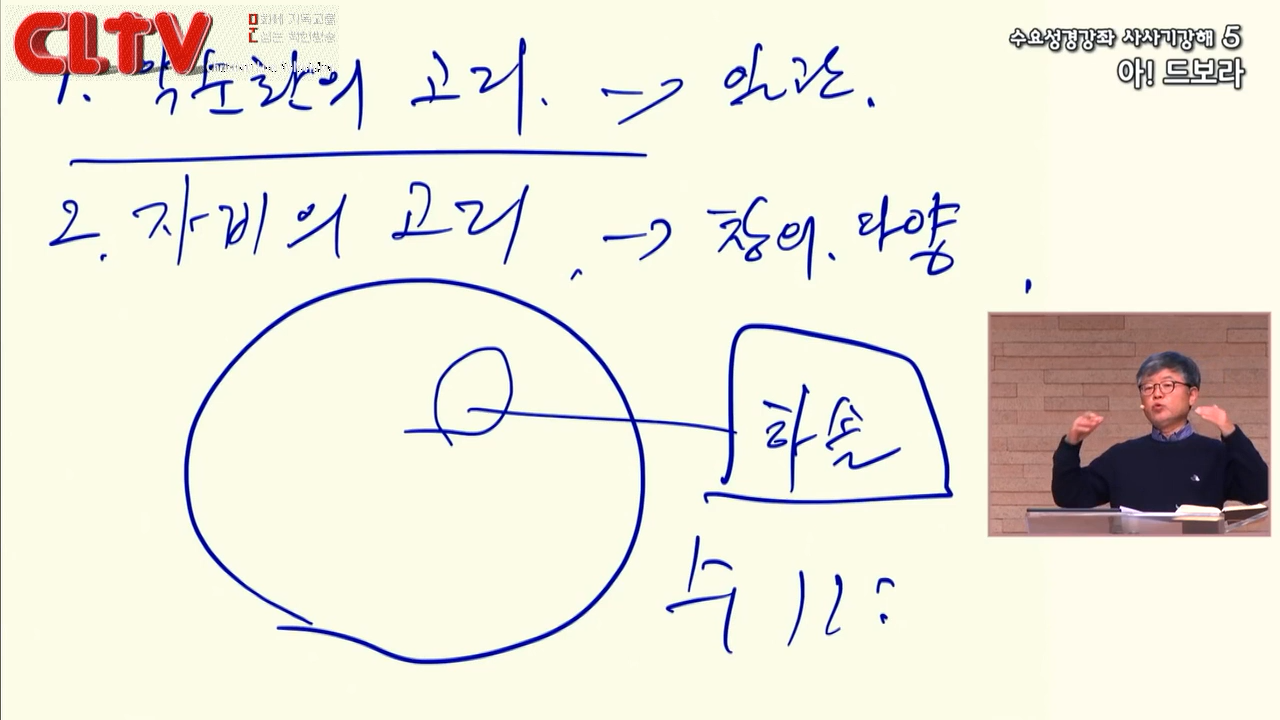 CLTV
수요성경강좌 사사기강해 5
아! 드보라
1. 악순환의 고리. → 일관.
2. 자비의 고리. → 창의. 다양.
하솔
수 11: